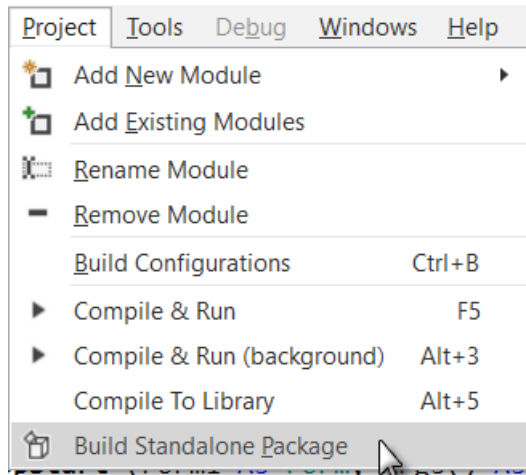 Project Tools Debug Windows Help
Add New Module
Add Existing Modules
Rename Module
Remove Module
Build Configurations Ctrl+B
Compile & Run F5
Compile & Run (background) Alt+3
Compile To Library Alt+5
Build Standalone Package